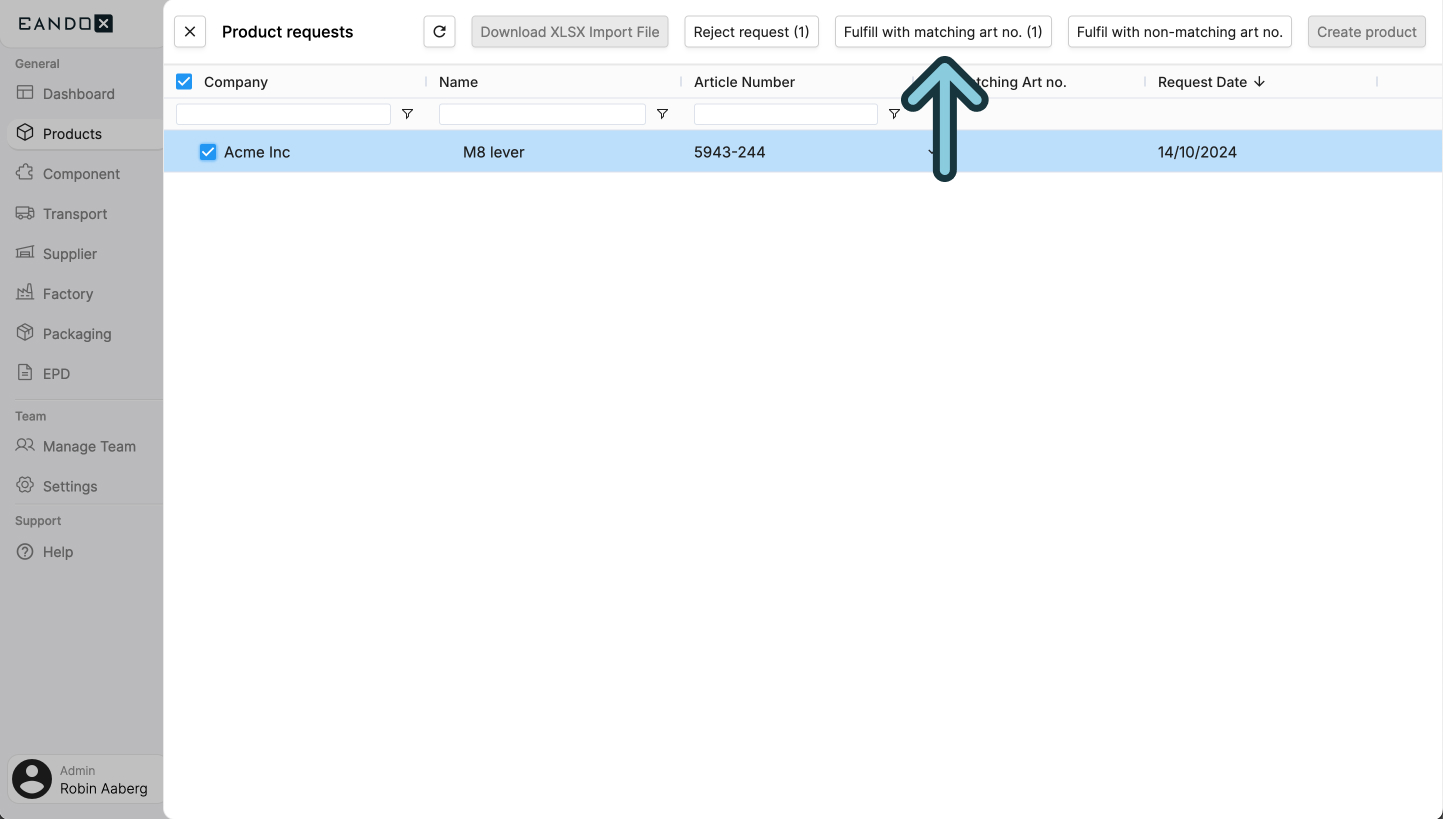 EANDOX
Product requests
Download XLSX Import File
Reject request (1)
Fulfill with matching art no. (1)
Fulfil with non-matching art no.
Create product
General
Dashboard
Products
Component
Transport
Supplier
Factory
Packaging
EPD
Team
Manage Team
Settings
Support
Help
Admin
Robin Aaberg
Company
Name
Article Number
tching Art no.
Request Date
Acme Inc
M8 lever
5943-244
14/10/2024